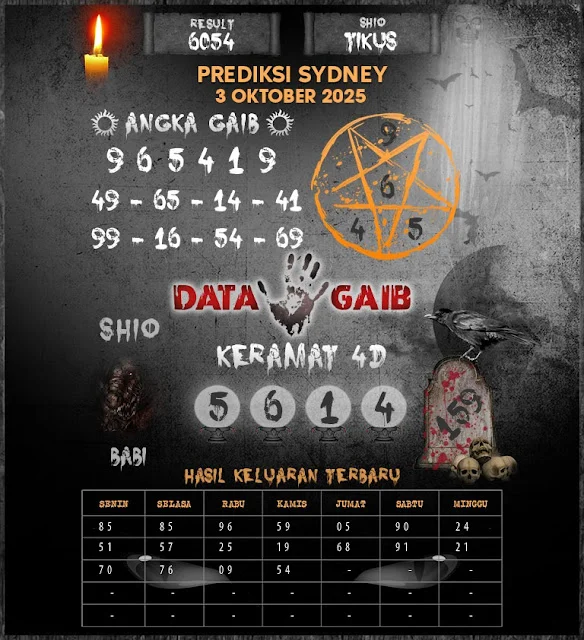 RESULT
6054
SHIO
TIKUS
PREDIKSI SYDNEY
3 OKTOBER 2025
ANGKA GAIB
9 6 5 4 1 9
49 - 65 - 14 - 41
99 - 16 - 54 - 69
9
6
4 5
DATA GAIB
SHIO
KERAMAT 4D
5 6 1 4
159
BABI
HASIL KELUARAN TERBARU
SENIN SELASA RABU KAMIS JUMAT SABTU MINGGU
85 85 96 59 05 90 24
51 57 25 19 68 91 21
70 76 09 54 - - -
- - - - - - -
- - - - - - -